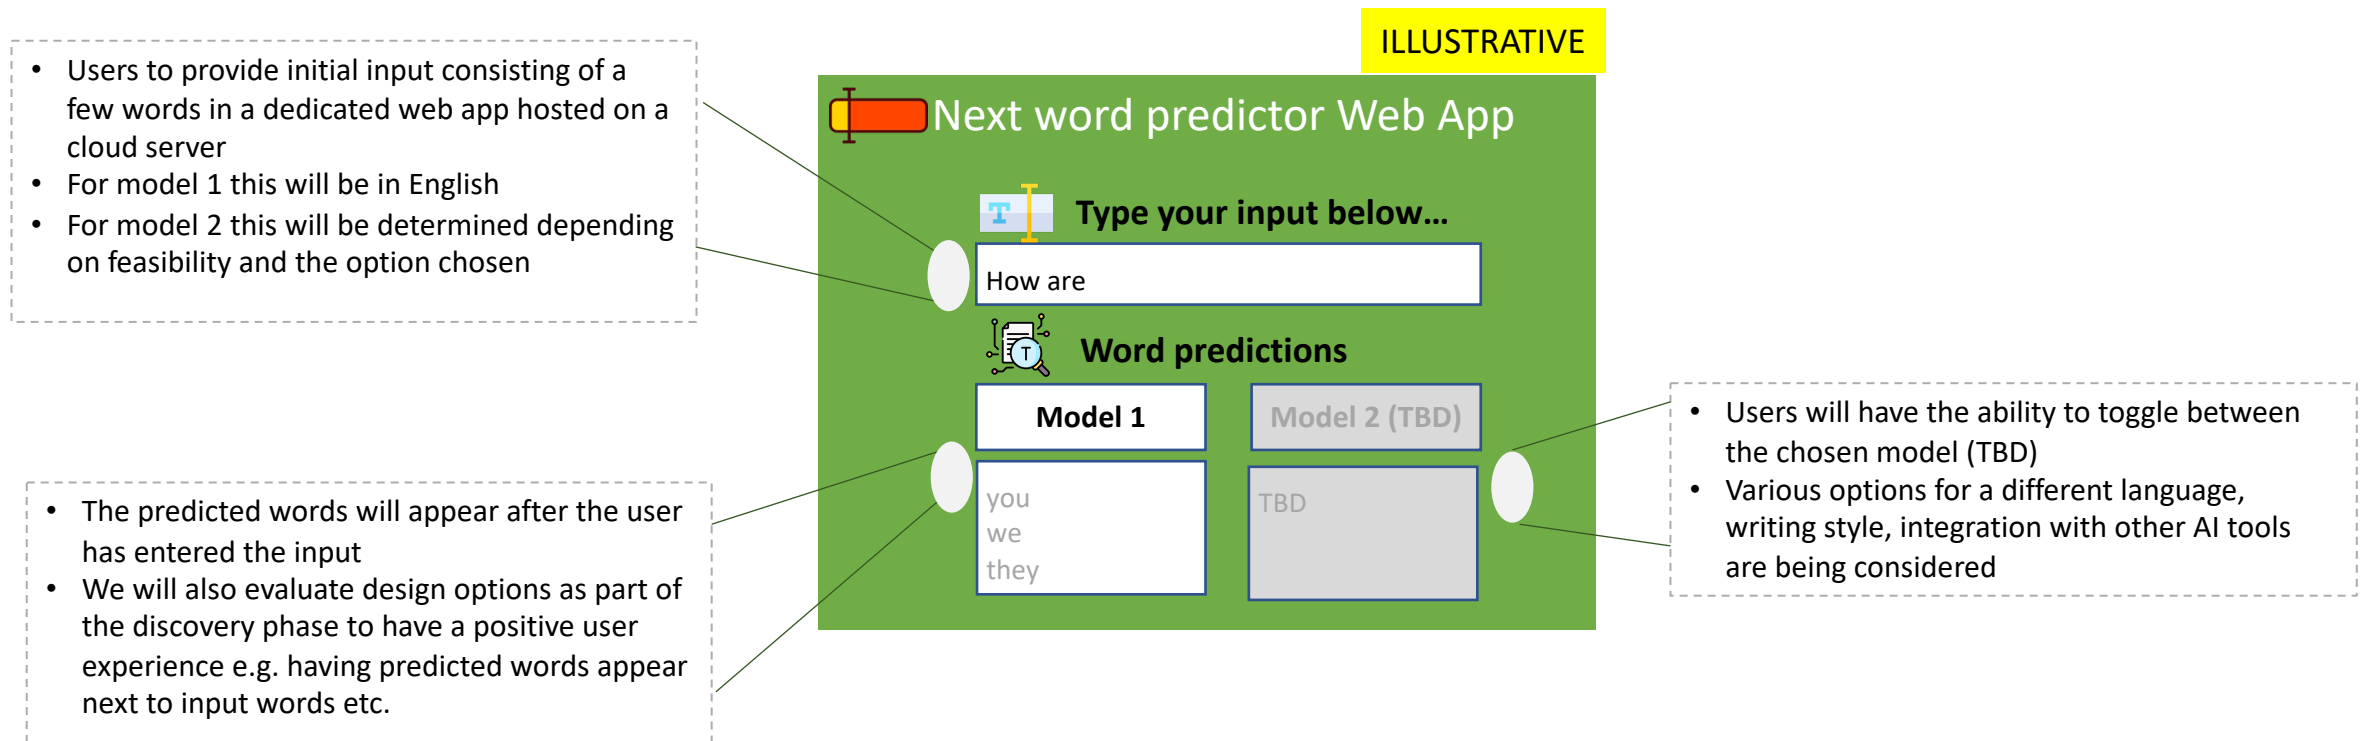 ILLUSTRATIVE
• Users to provide initial input consisting of a
few words in a dedicated web app hosted on a
cloud server
• For model 1 this will be in English
• For model 2 this will be determined depending
on feasibility and the option chosen
Next word predictor Web App
T
Type your input below...
How are
T
Word predictions
Model 1
Model 2 (TBD)
you
we
they
TBD
• The predicted words will appear after the user
has entered the input
• We will also evaluate design options as part of
the discovery phase to have a positive user
experience e.g. having predicted words appear
next to input words etc.
• Users will have the ability to toggle between
the chosen model (TBD)
• Various options for a different language,
writing style, integration with other AI tools
are being considered